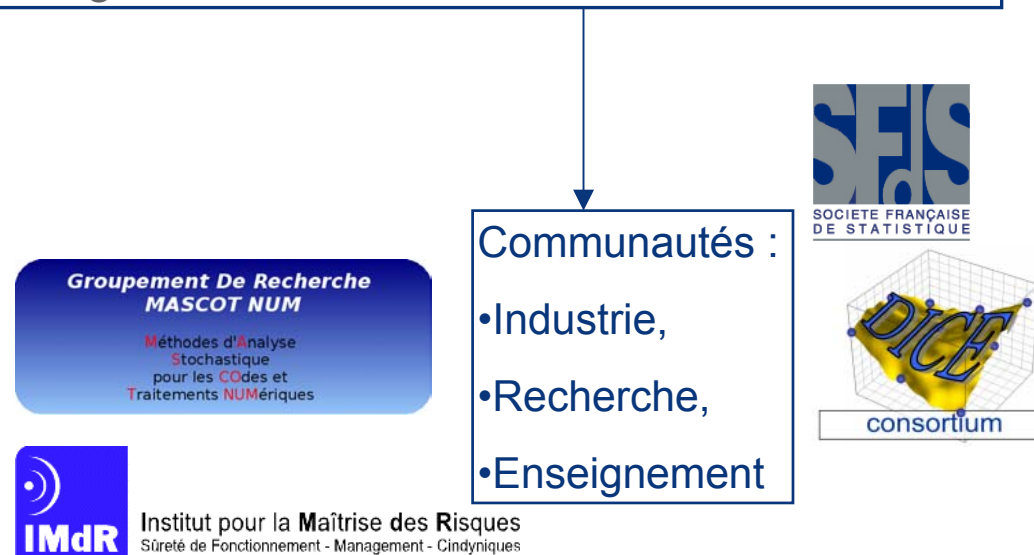 SFdS
SOCIETE FRANÇAISE
DE STATISTIQUE
Communautés :
•Industrie,
•Recherche,
•Enseignement
Groupement De Recherche
MASCOT NUM
Méthodes d'Analyse
Stochastique
pour les COdes et
Traitements NUMériques
DICE
consortium
IMdR
Institut pour la Maîtrise des Risques
Sûreté de Fonctionnement - Management - Cindyniques